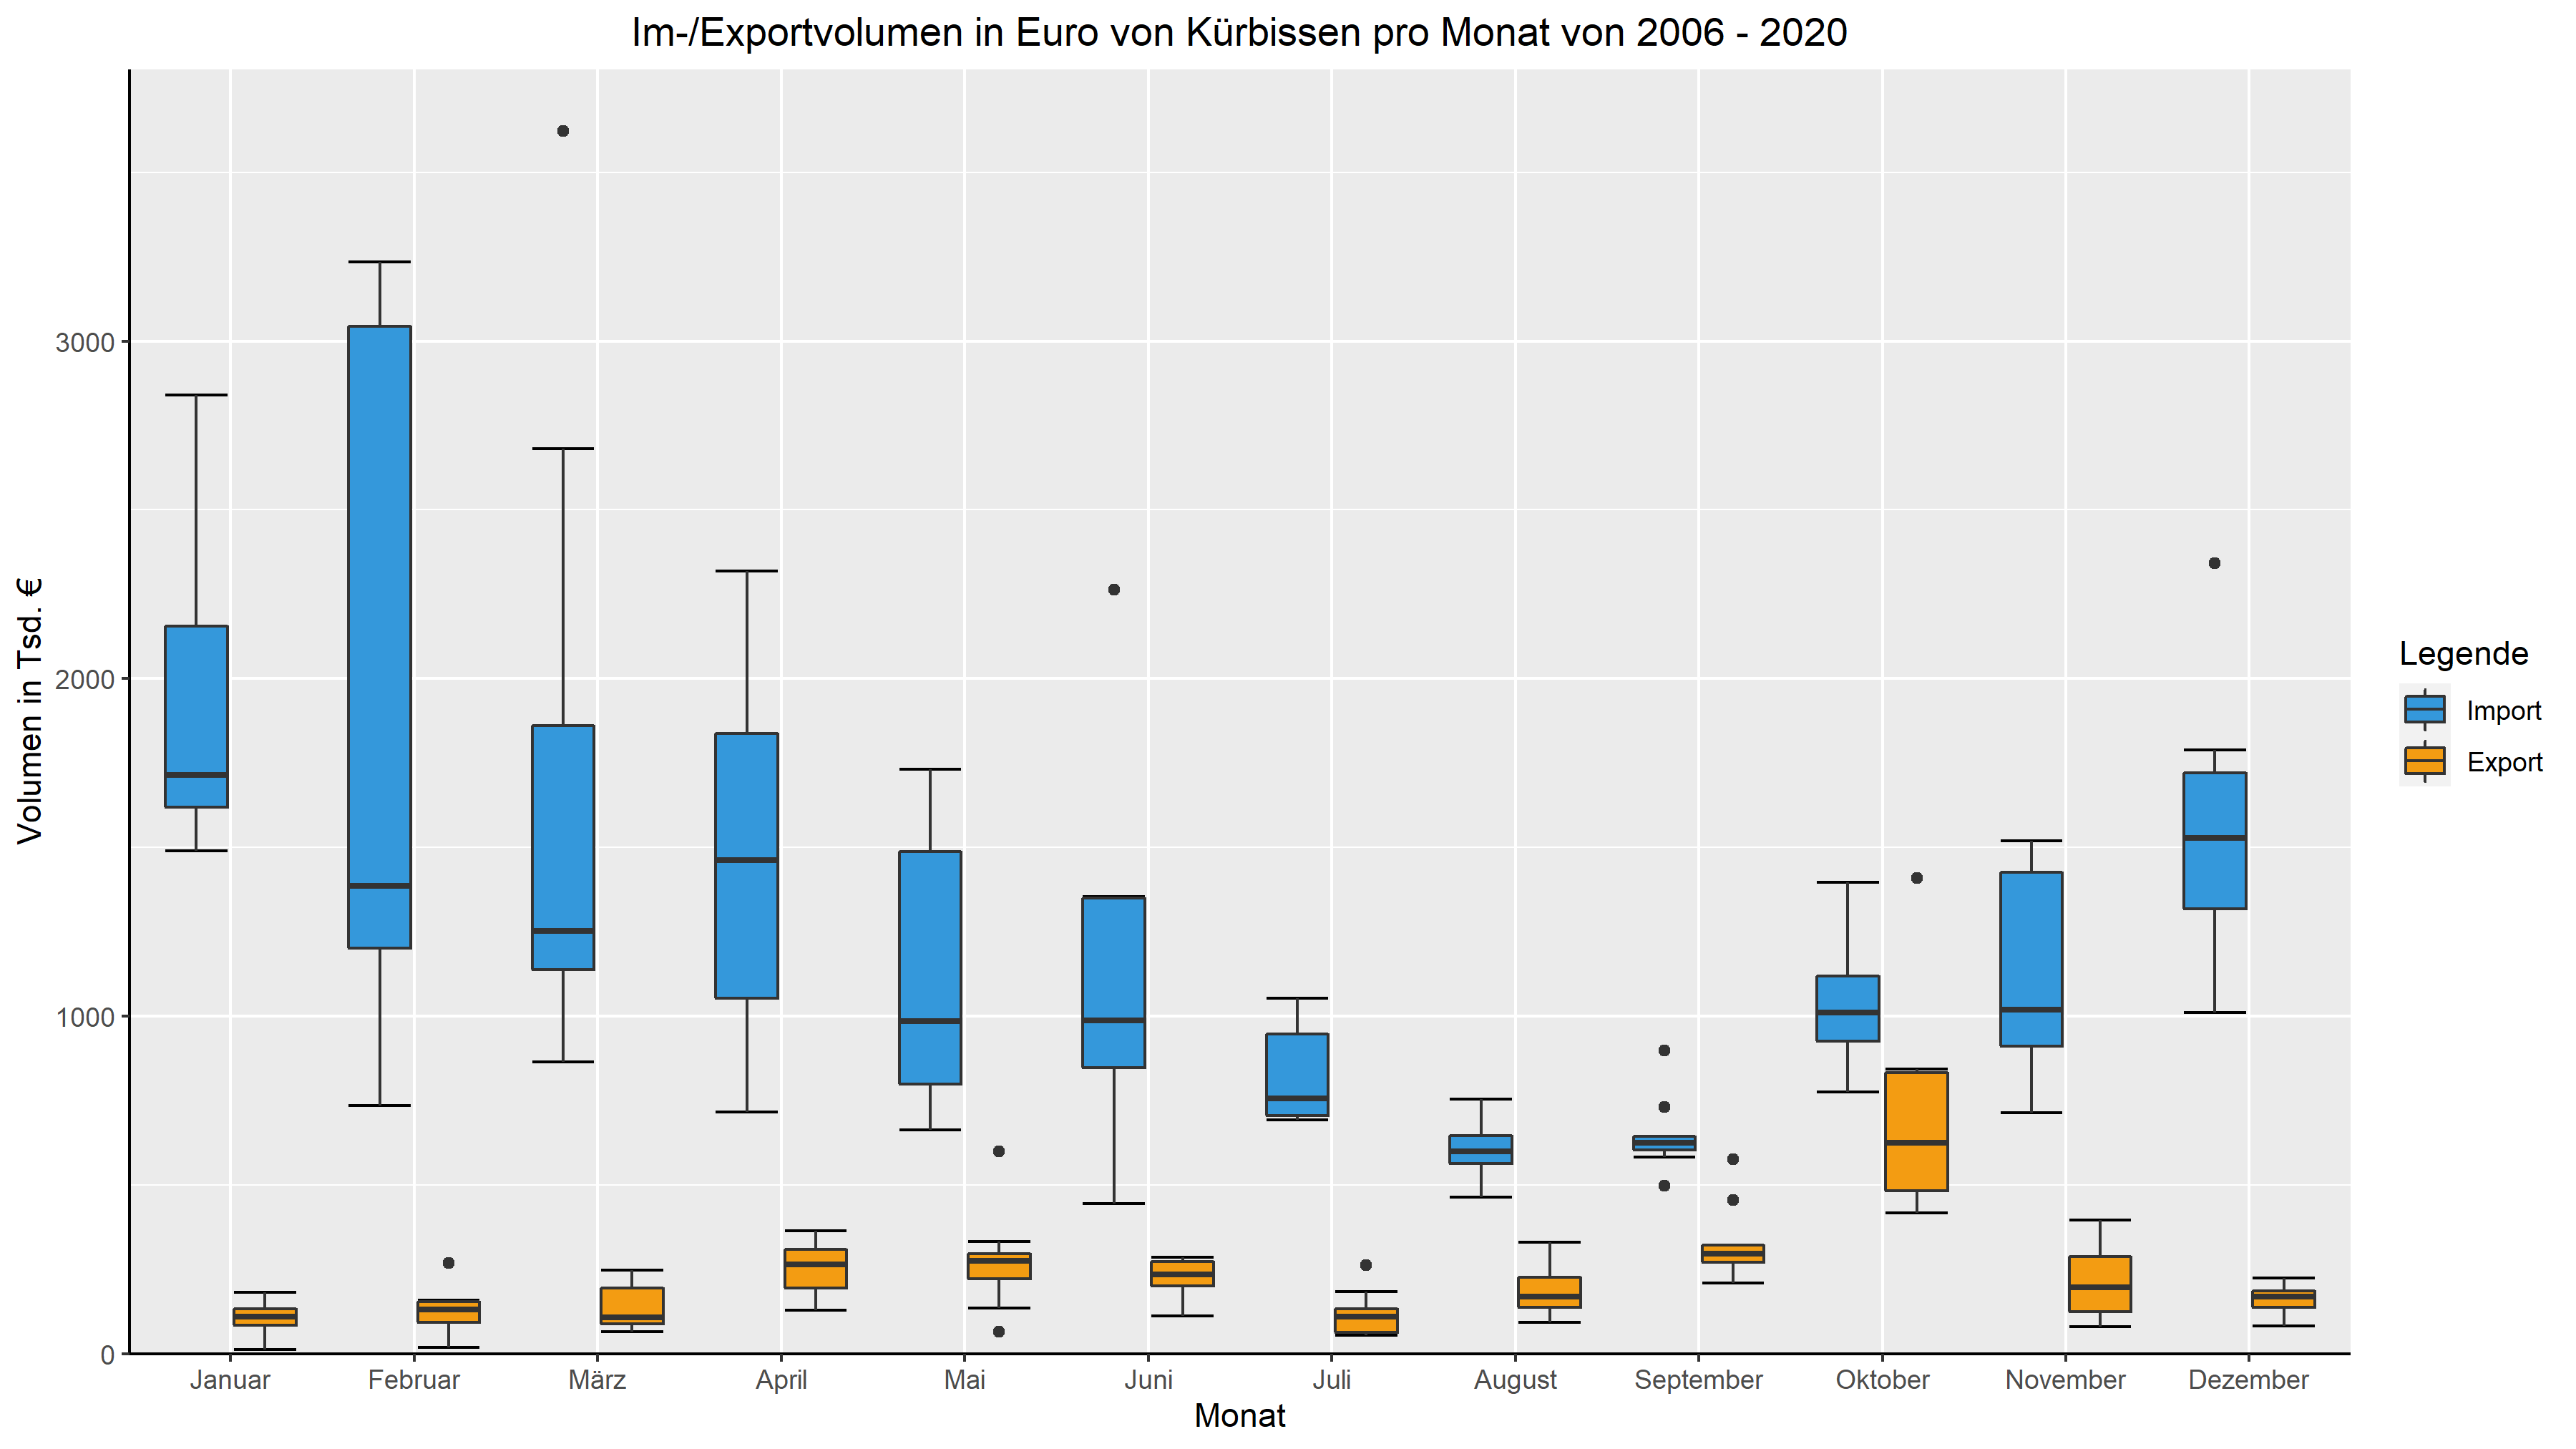 Im-/Exportvolumen in Euro von Kürbissen pro Monat von 2006 - 2020
Volumen in Tsd. €
3000
2000
1000
0
Januar Februar März April Mai Juni Juli August September Oktober November Dezember
Monat
Legende
Import
Export